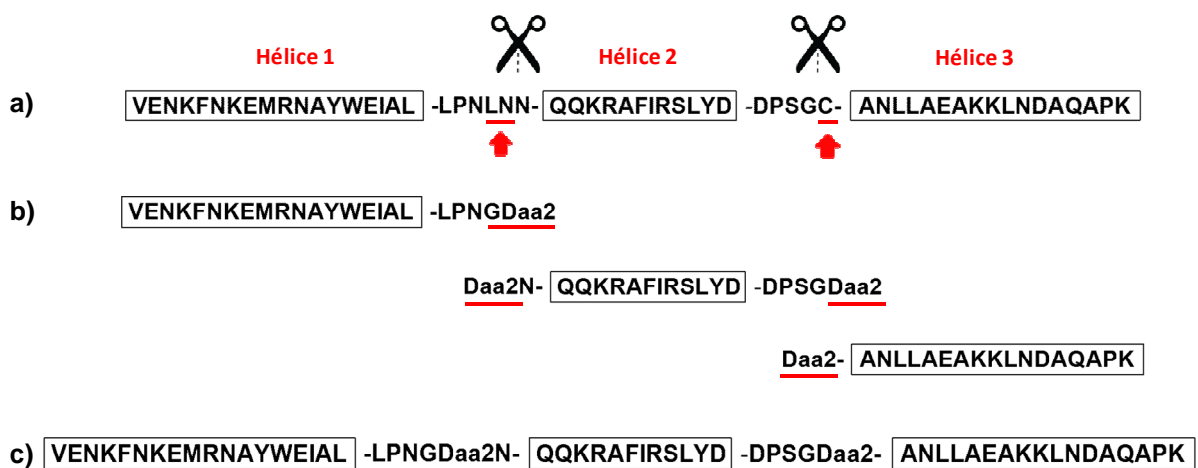 Hélice 1 Hélice 2 Hélice 3
a) VENKFNKEMRNAYWEIAL -LPNLNN- QQKRAFIRSLYD -DPSGC- ANLLAEAKKLNDAQAPK
b) VENKFNKEMRNAYWEIAL -LPNGDaa2
Daa2N- QQKRAFIRSLYD -DPSGDaa2
Daa2- ANLLAEAKKLNDAQAPK
c) VENKFNKEMRNAYWEIAL -LPNGDaa2N- QQKRAFIRSLYD -DPSGDaa2- ANLLAEAKKLNDAQAPK